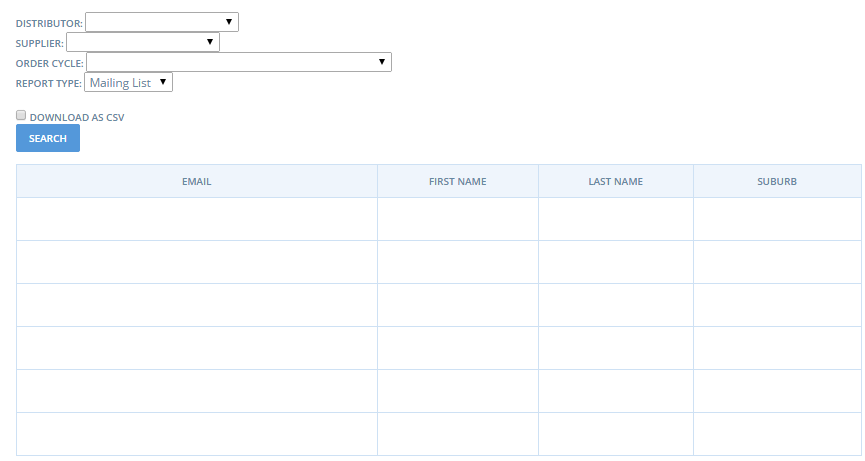 DISTRIBUTOR:
SUPPLIER:
ORDER CYCLE:
REPORT TYPE: Mailing List
DOWNLOAD AS CSV
SEARCH
EMAIL FIRST NAME LAST NAME SUBURB